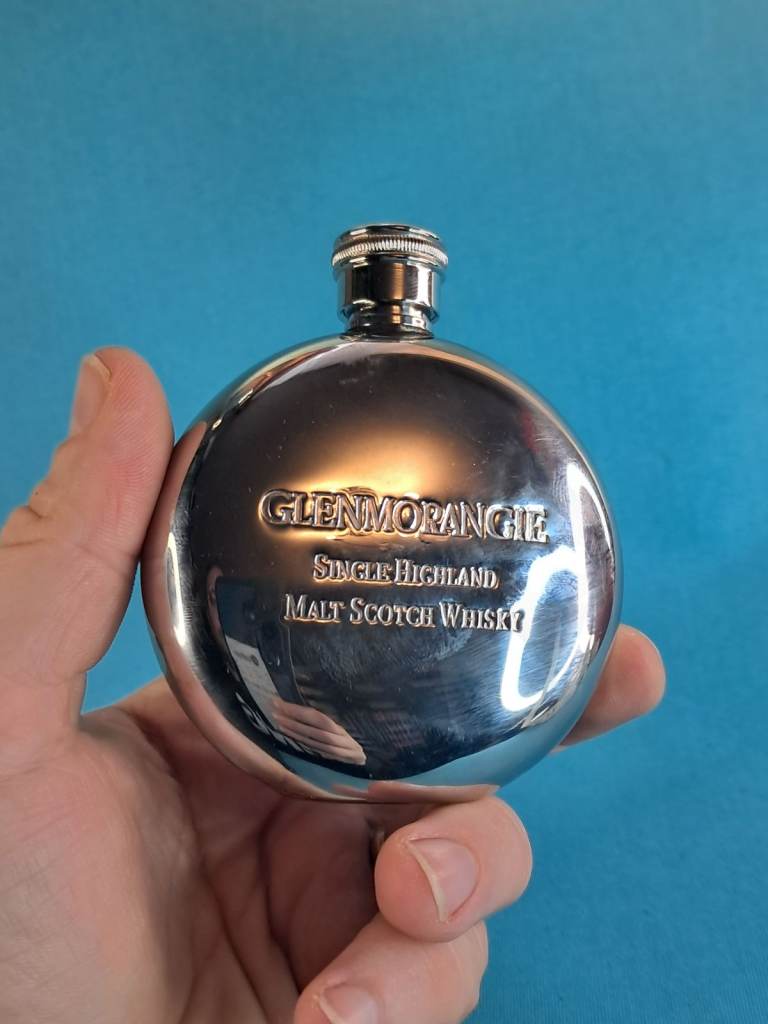 GLENMORANGIE
SINGLE HIGHLAND
MALT SCOTCH WHISKY